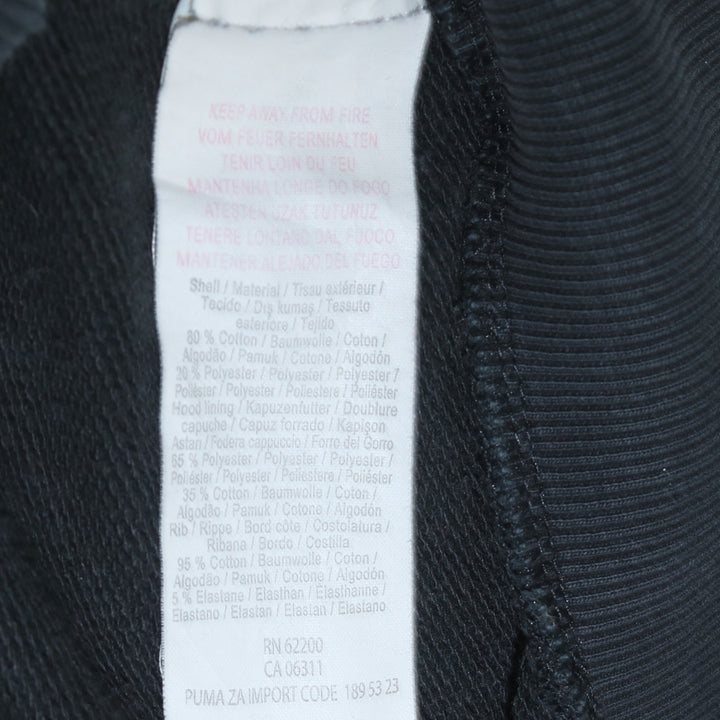 KEEP AWAY FROM FIRE
VOM FEUER FERNHALTEN
TENIR LOIN DU FEU
MANTENHA LONGE DO FOGO
ATEŞTEN UZAK TUTUNUZ
TENERE LONTANO DAL FUOCO
MANTENER ALEJADO DEL FUEGO
Shell / Material / Tissu extérieur /
Tecido / Dış kumaş / Tessuto
esteriore / Tejido
80 % Cotton / Baumwolle / Coton /
Algodão / Pamuk / Cotone / Algodón
20 % Polyester / Polyester / Polyester /
Poliéster / Polyester / Poliestere / Poliéster
Hood lining / Kapuzenfutter / Doublure
capuche / Capuz forrado / Kapişon
Astarı / Fodera cappuccio / Forro del Gorro
65 % Polyester / Polyester / Polyester /
Poliéster / Polyester / Poliestere / Poliéster
35 % Cotton / Baumwolle / Coton /
Algodão / Pamuk / Cotone / Algodón
Rib / Rippe / Bord côte / Costolatura /
Ribana / Bordo / Costilla
95 % Cotton / Baumwolle / Coton /
Algodão / Pamuk / Cotone / Algodón
5 % Elastane / Elasthan / Élasthanne /
Elastano / Elastan / Elastan / Elastano
RN 62200
CA 06311
PUMA ZA IMPORT CODE 189 53 23